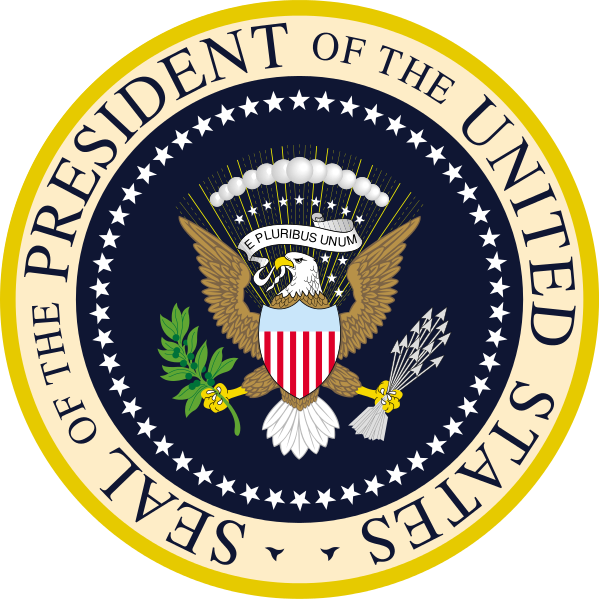 SEAL OF THE PRESIDENT OF THE UNITED STATES
E PLURIBUS UNUM